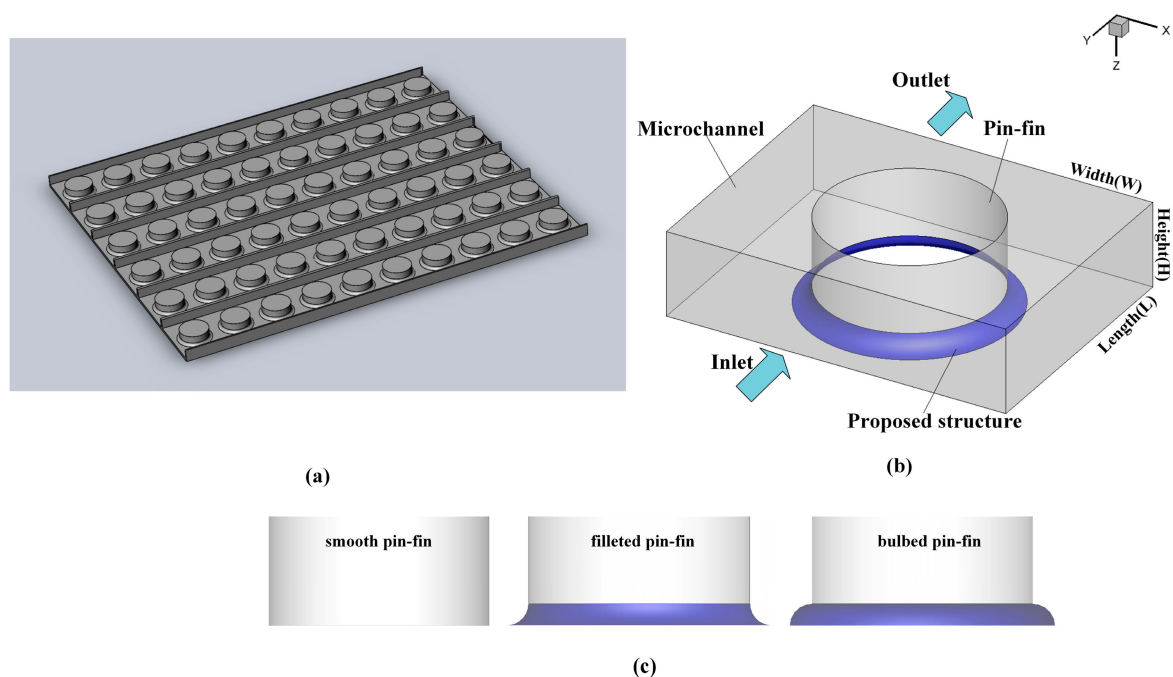 X
Y
Z
Outlet
Microchannel
Pin-fin
Width(W)
Height(H)
Length(L)
Inlet
Proposed structure
(a)
(b)
smooth pin-fin
filleted pin-fin
bulbed pin-fin
(c)